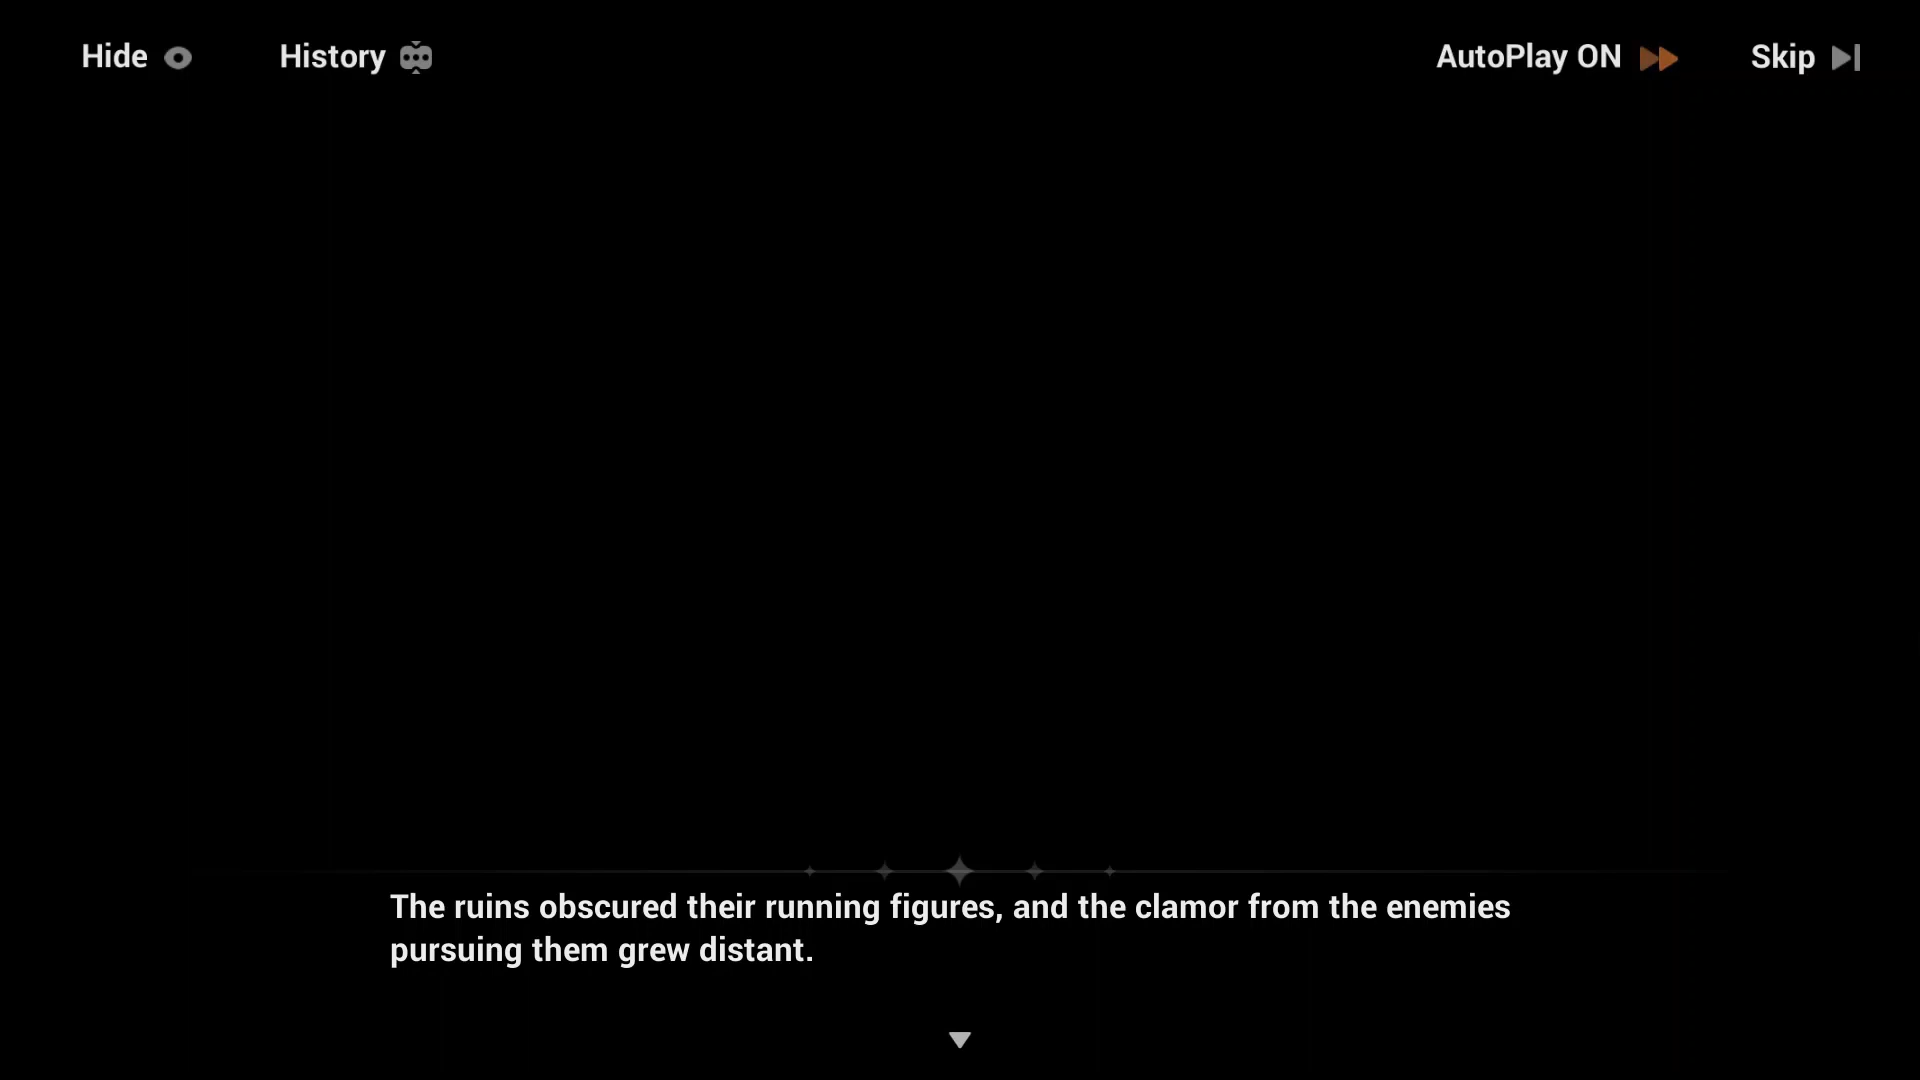 Hide
History
AutoPlay ON
Skip
The ruins obscured their running figures, and the clamor from the enemies
pursuing them grew distant.